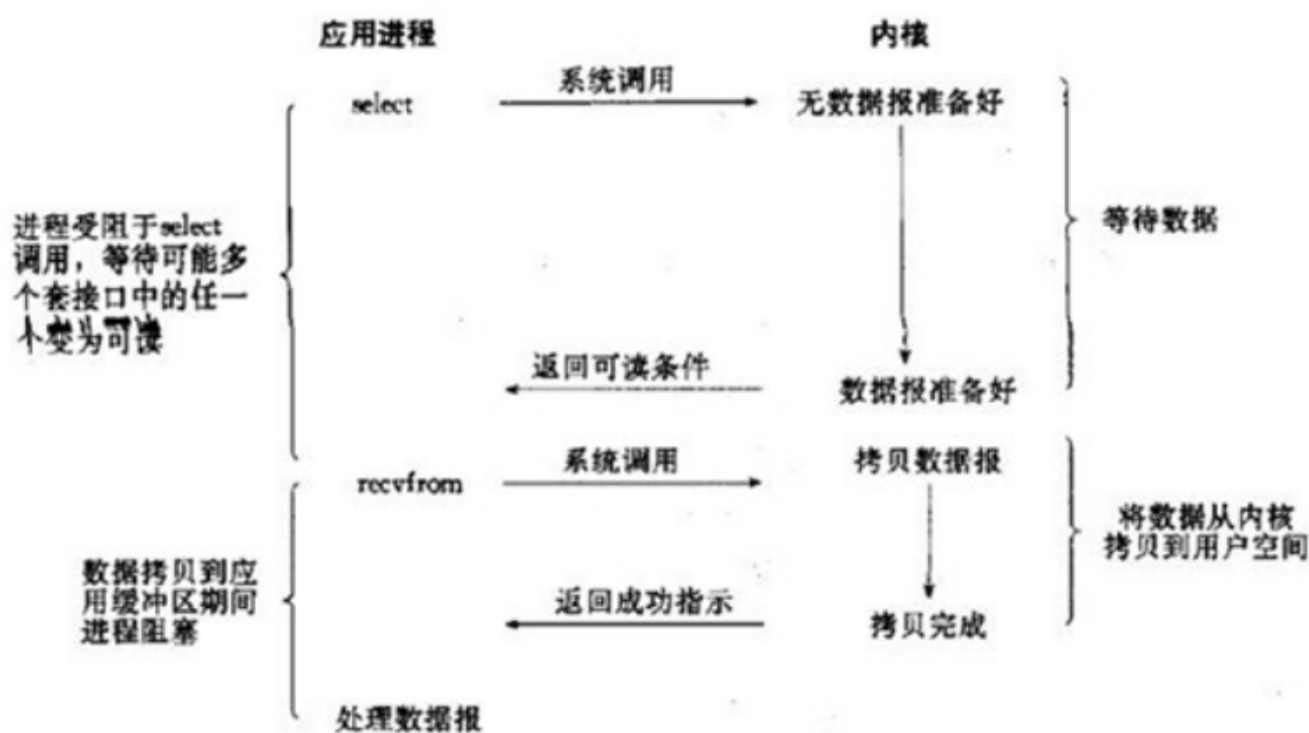 应用进程
内核
select
系统调用
无数据报准备好
进程受阻于select
调用，等待可能多
个套接口中的任一
个变为可读
等待数据
返回可读条件
数据报准备好
recvfrom
系统调用
拷贝数据报
数据拷贝到应
用缓冲区期间
进程阻塞
将数据从内核
拷贝到用户空间
返回成功指示
拷贝完成
处理数据报